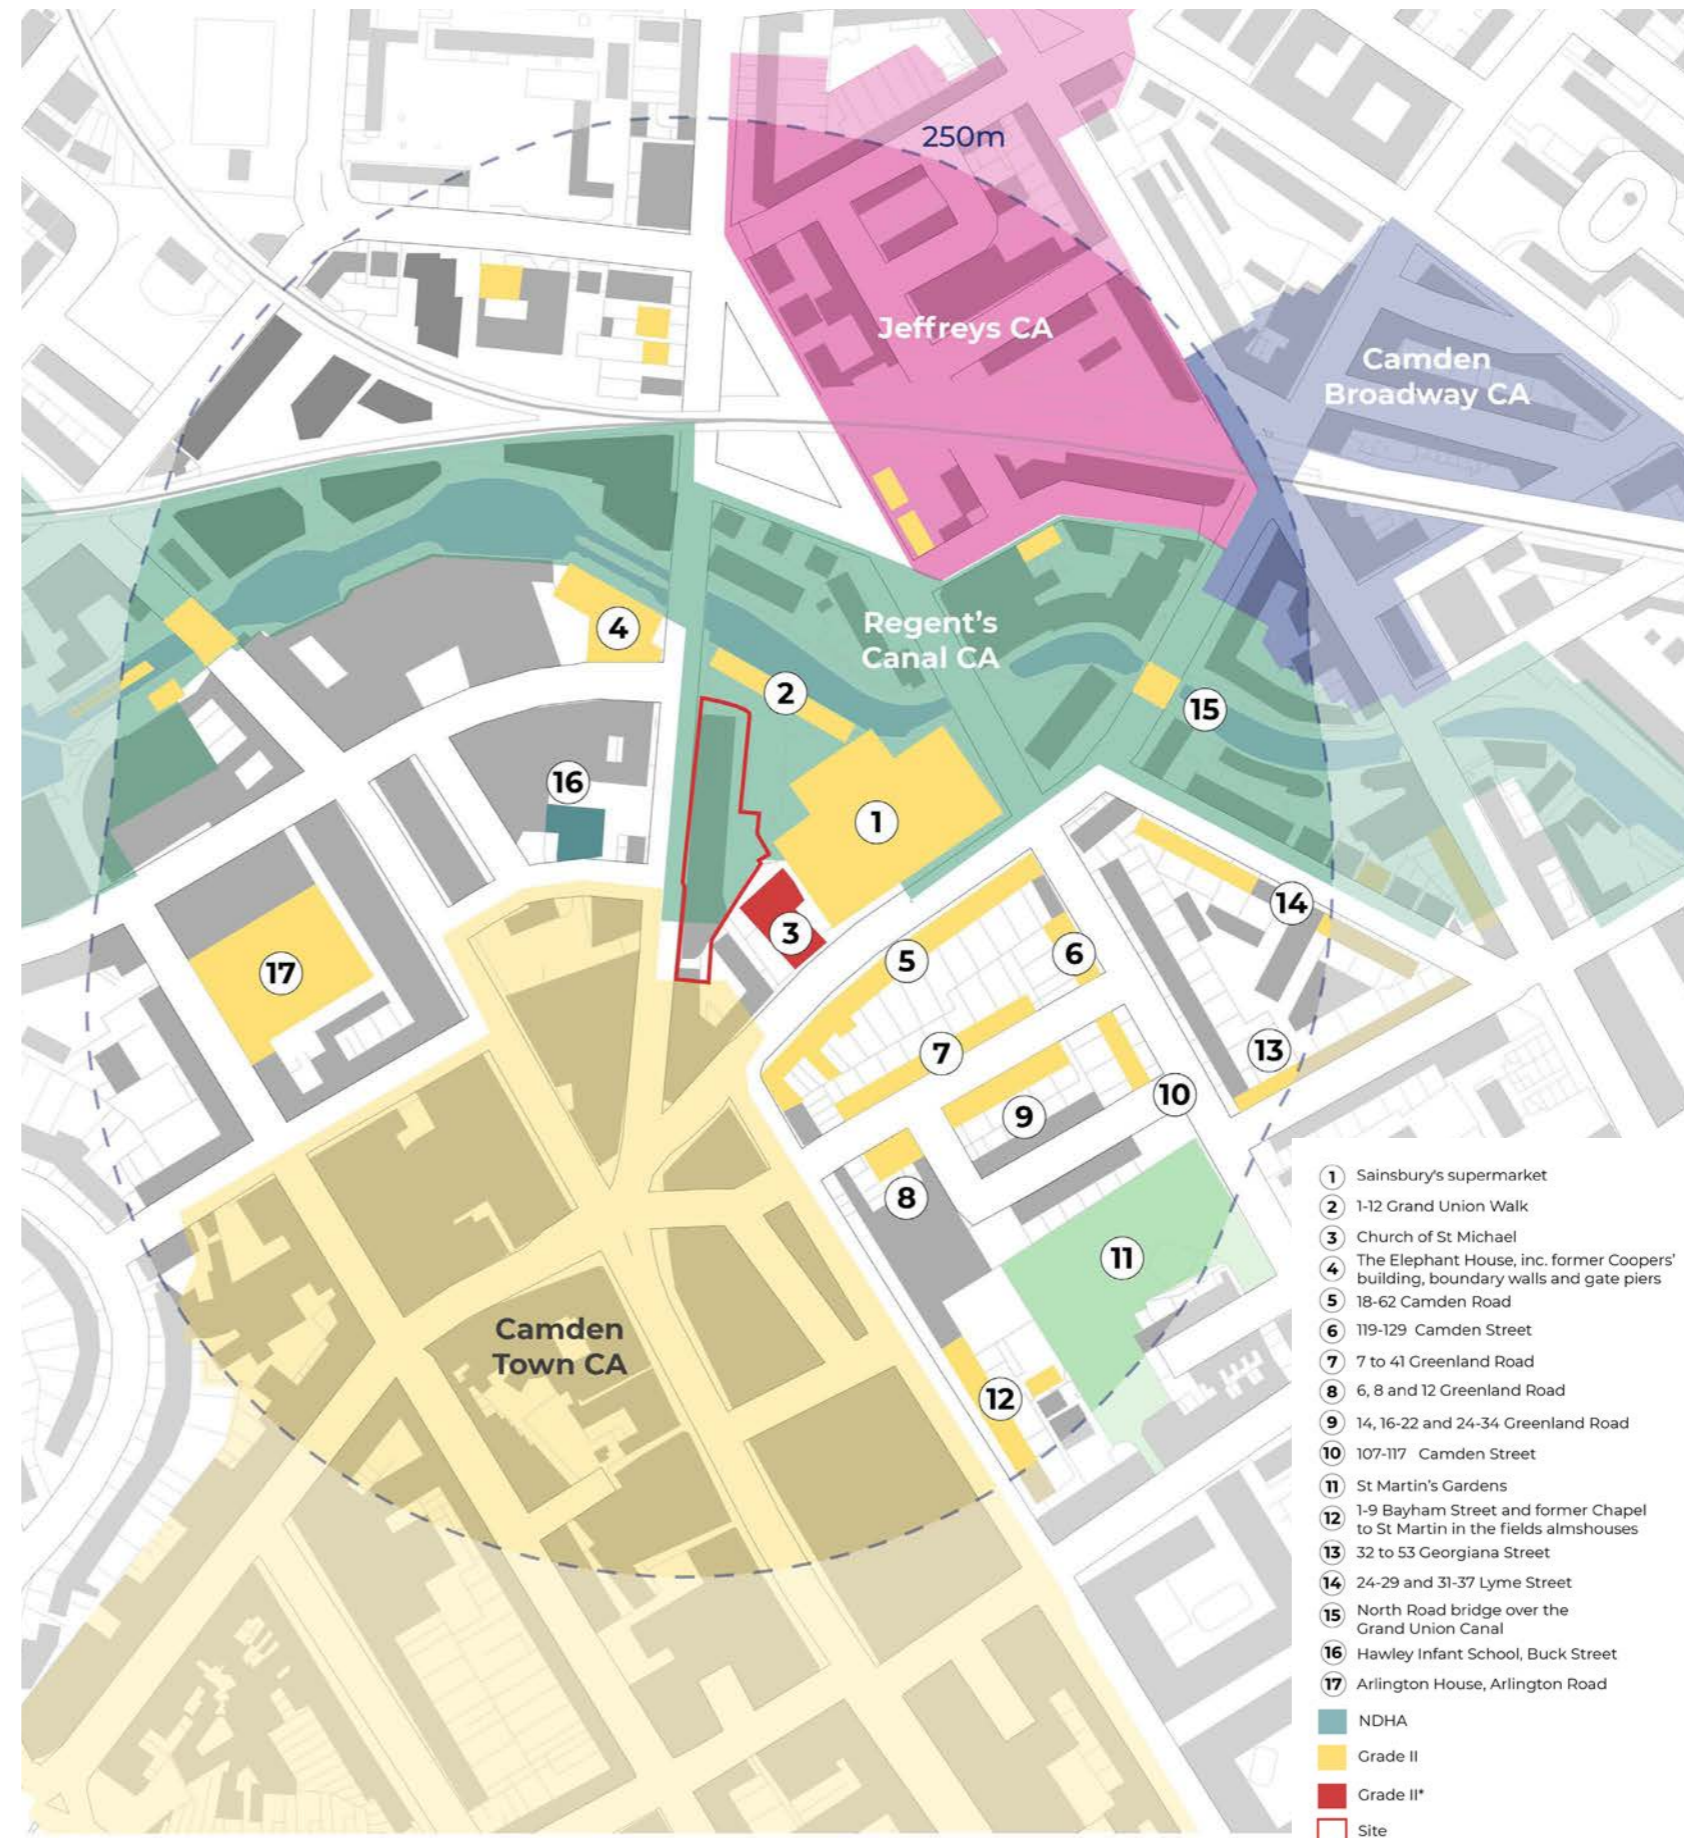 250m
Jeffreys CA
Camden
Broadway CA
Regent's
Canal CA
4
2
15
16
1
3
14
5
6
17
7
13
10
9
8
11
Camden
Town CA
12
1 Sainsbury's supermarket
2 1-12 Grand Union Walk
3 Church of St Michael
4 The Elephant House, inc. former Coopers'
building, boundary walls and gate piers
5 18-62 Camden Road
6 119-129 Camden Street
7 7 to 41 Greenland Road
8 6, 8 and 12 Greenland Road
9 14, 16-22 and 24-34 Greenland Road
10 107-117 Camden Street
11 St Martin's Gardens
12 1-9 Bayham Street and former Chapel
to St Martin in the fields almshouses
13 32 to 53 Georgiana Street
14 24-29 and 31-37 Lyme Street
15 North Road bridge over the
Grand Union Canal
16 Hawley Infant School, Buck Street
17 Arlington House, Arlington Road
NDHA
Grade II
Grade II*
Site